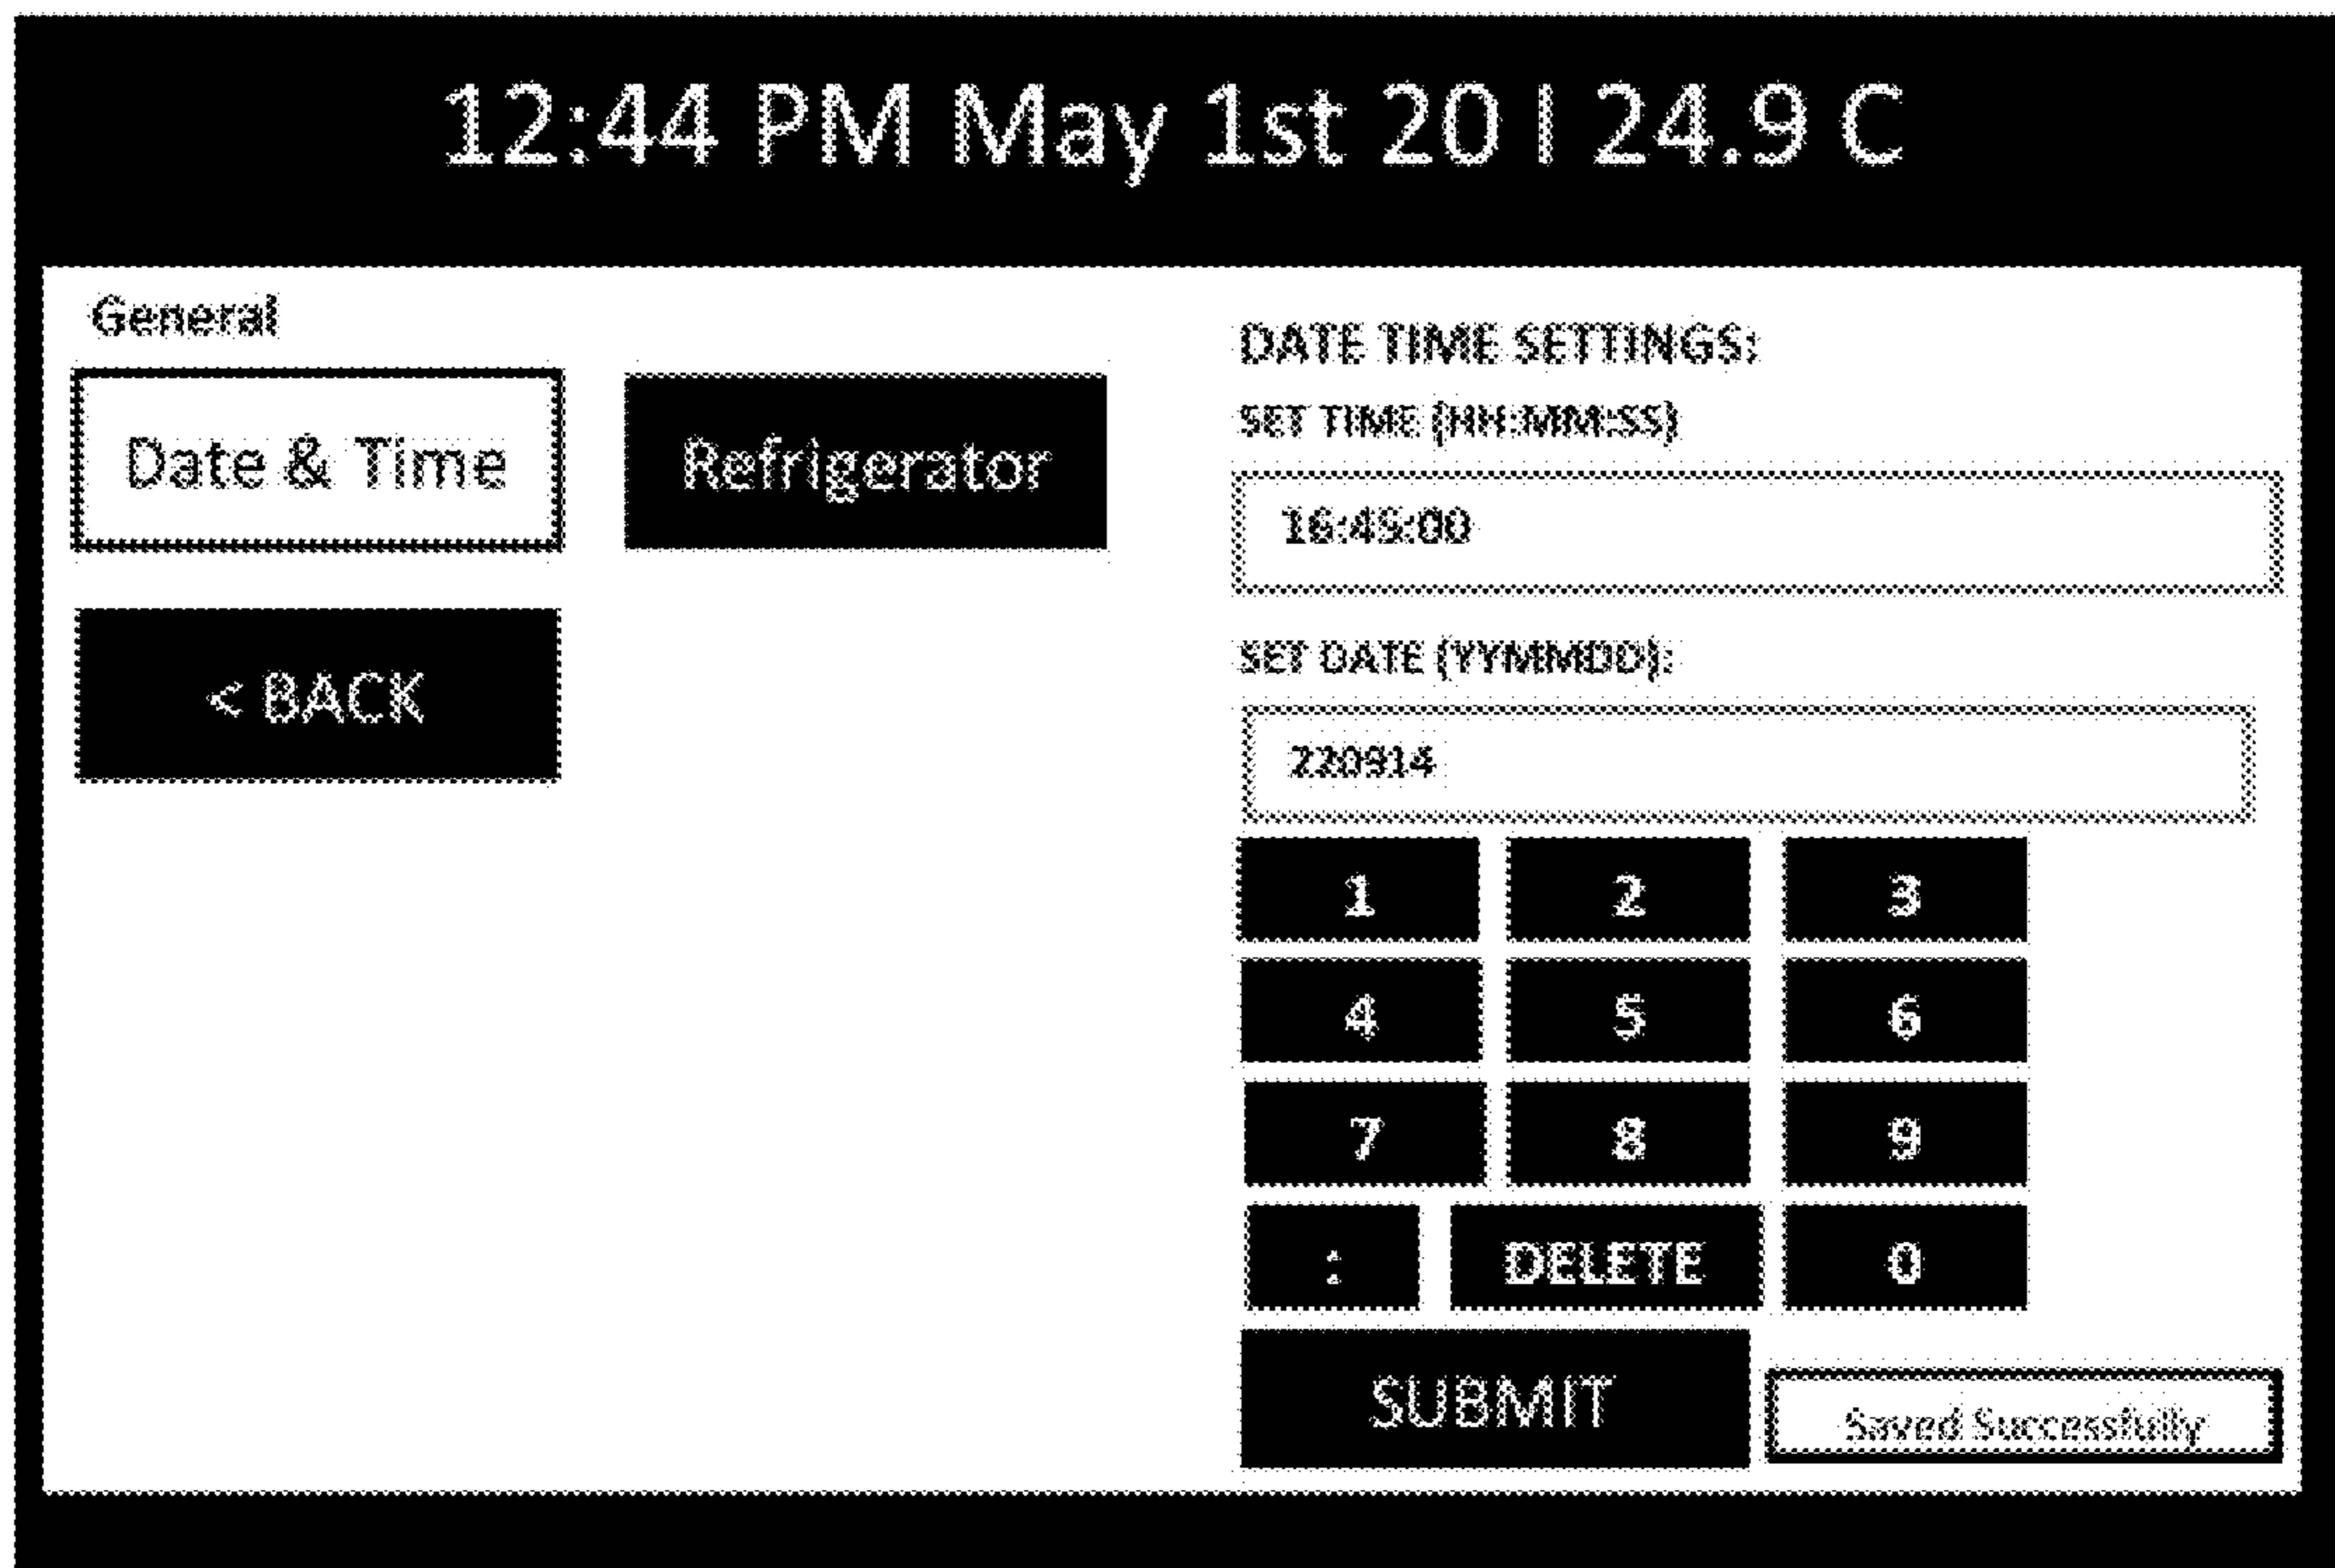 12:44 PM May 1st 20 | 24.9 C
General
Date & Time
Refrigerator
< BACK
DATE TIME SETTINGS:
SET TIME (HH:MM:SS)
16:45:00
SET DATE (YYMMDD):
220914
1 2 3
4 5 6
7 8 9
: DELETE 0
SUBMIT
Saved Successfully